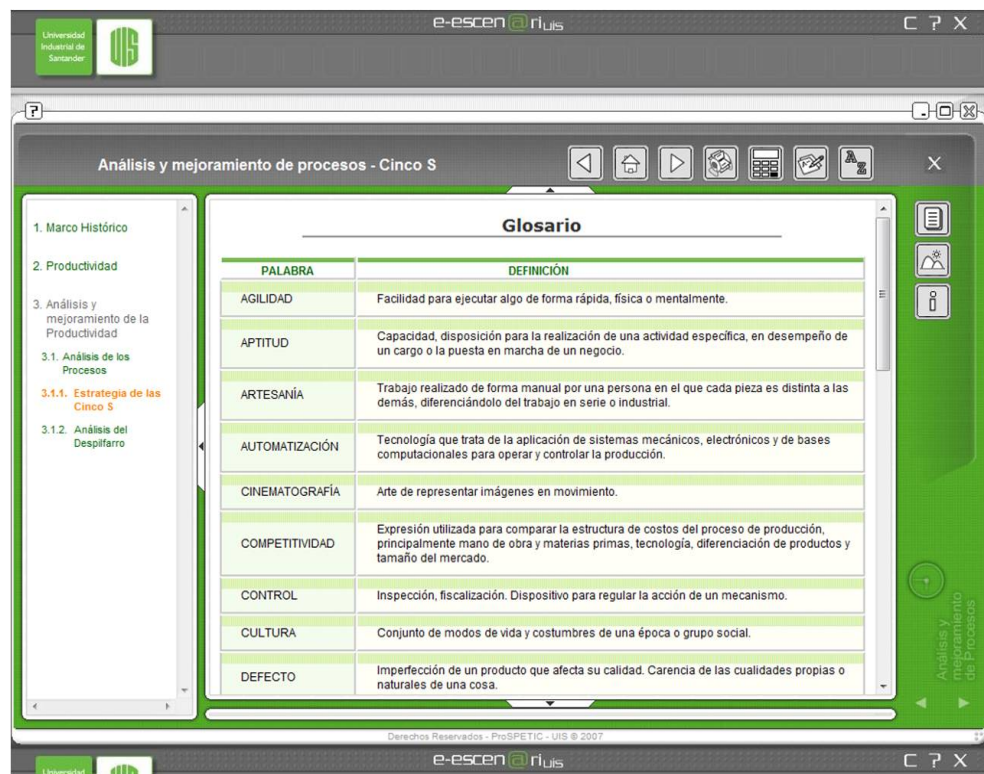 Universidad
Industrial de
Santander
UIS
e-escen@riuis
C ? X
?
Análisis y mejoramiento de procesos - Cinco S
A
Z
X
1. Marco Histórico
2. Productividad
3. Análisis y
mejoramiento de la
Productividad
3.1. Análisis de los
Procesos
3.1.1. Estrategia de las
Cinco S
3.1.2. Análisis del
Despilfarro
Glosario
PALABRA DEFINICIÓN
AGILIDAD Facilidad para ejecutar algo de forma rápida, física o mentalmente.
APTITUD Capacidad, disposición para la realización de una actividad específica, en desempeño de
un cargo o la puesta en marcha de un negocio.
ARTESANÍA Trabajo realizado de forma manual por una persona en el que cada pieza es distinta a las
demás, diferenciándolo del trabajo en serie o industrial.
AUTOMATIZACIÓN Tecnología que trata de la aplicación de sistemas mecánicos, electrónicos y de bases
computacionales para operar y controlar la producción.
CINEMATOGRAFÍA Arte de representar imágenes en movimiento.
COMPETITIVIDAD Expresión utilizada para comparar la estructura de costos del proceso de producción,
principalmente mano de obra y materias primas, tecnología, diferenciación de productos y
tamaño del mercado.
CONTROL Inspección, fiscalización. Dispositivo para regular la acción de un mecanismo.
CULTURA Conjunto de modos de vida y costumbres de una época o grupo social.
DEFECTO Imperfección de un producto que afecta su calidad. Carencia de las cualidades propias o
naturales de una cosa.
Análisis y
mejoramiento
de Procesos
Derechos Reservados - ProSPETIC - UIS © 2007
Universidad
e-escen@riuis
C ? X